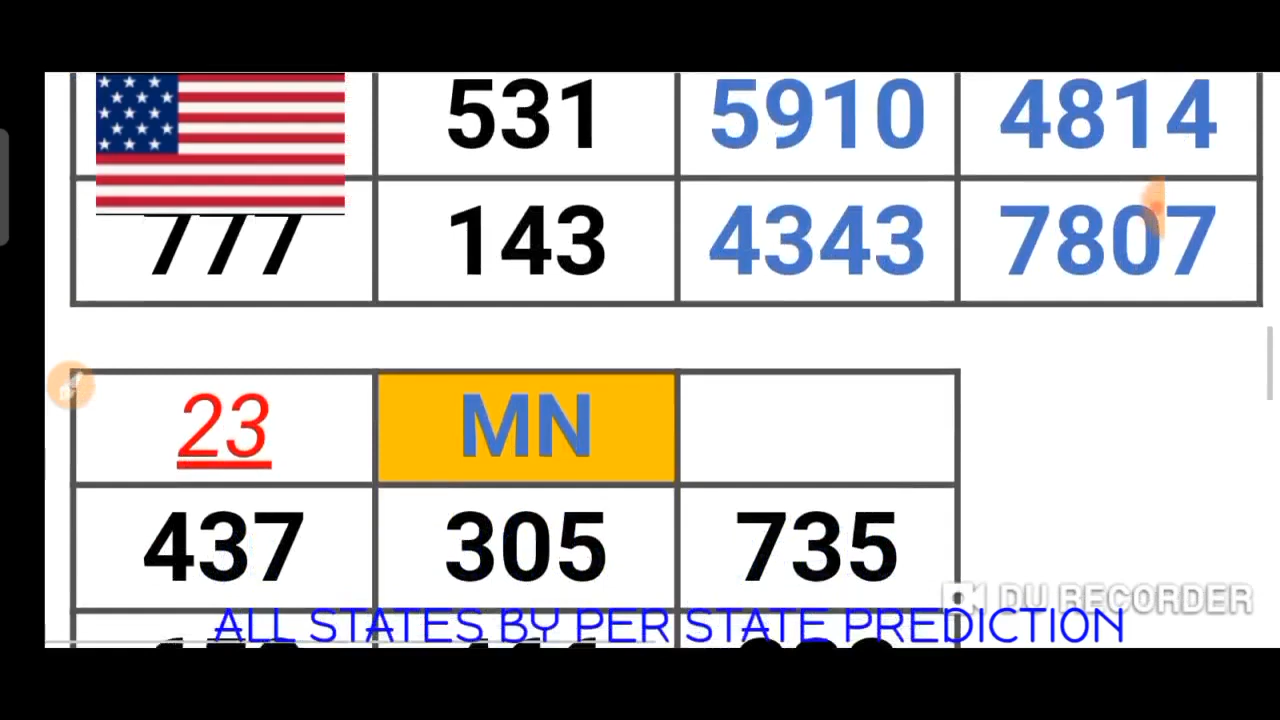 531 5910 4814
777 143 4343 7807
23 MN
437 305 735
DU RECORDER
ALL STATES BY PER STATE PREDICTION